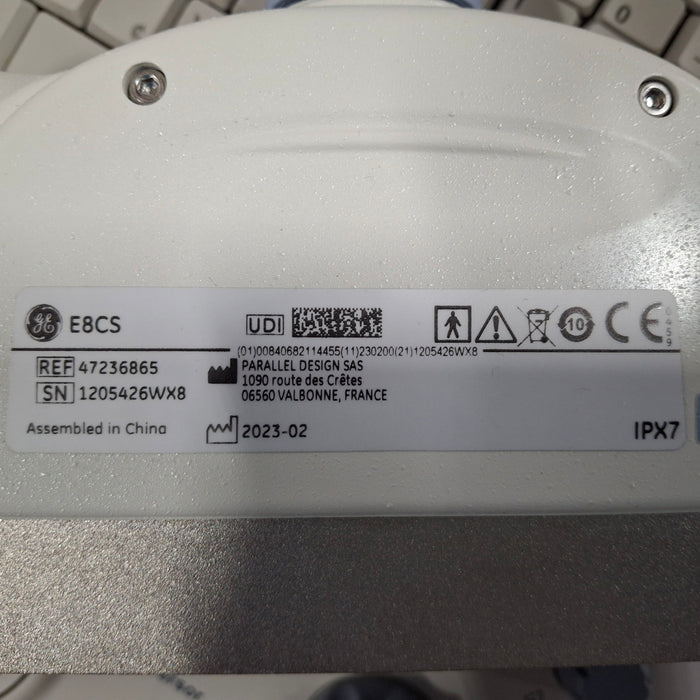 GE E8CS
UDI
(01)00840682114455(11)230200(21)1205426WX8
REF 47236865
SN 1205426WX8
PARALLEL DESIGN SAS
1090 route des Crêtes
06560 VALBONNE, FRANCE
Assembled in China
2023-02
10
CE 0459
IPX7